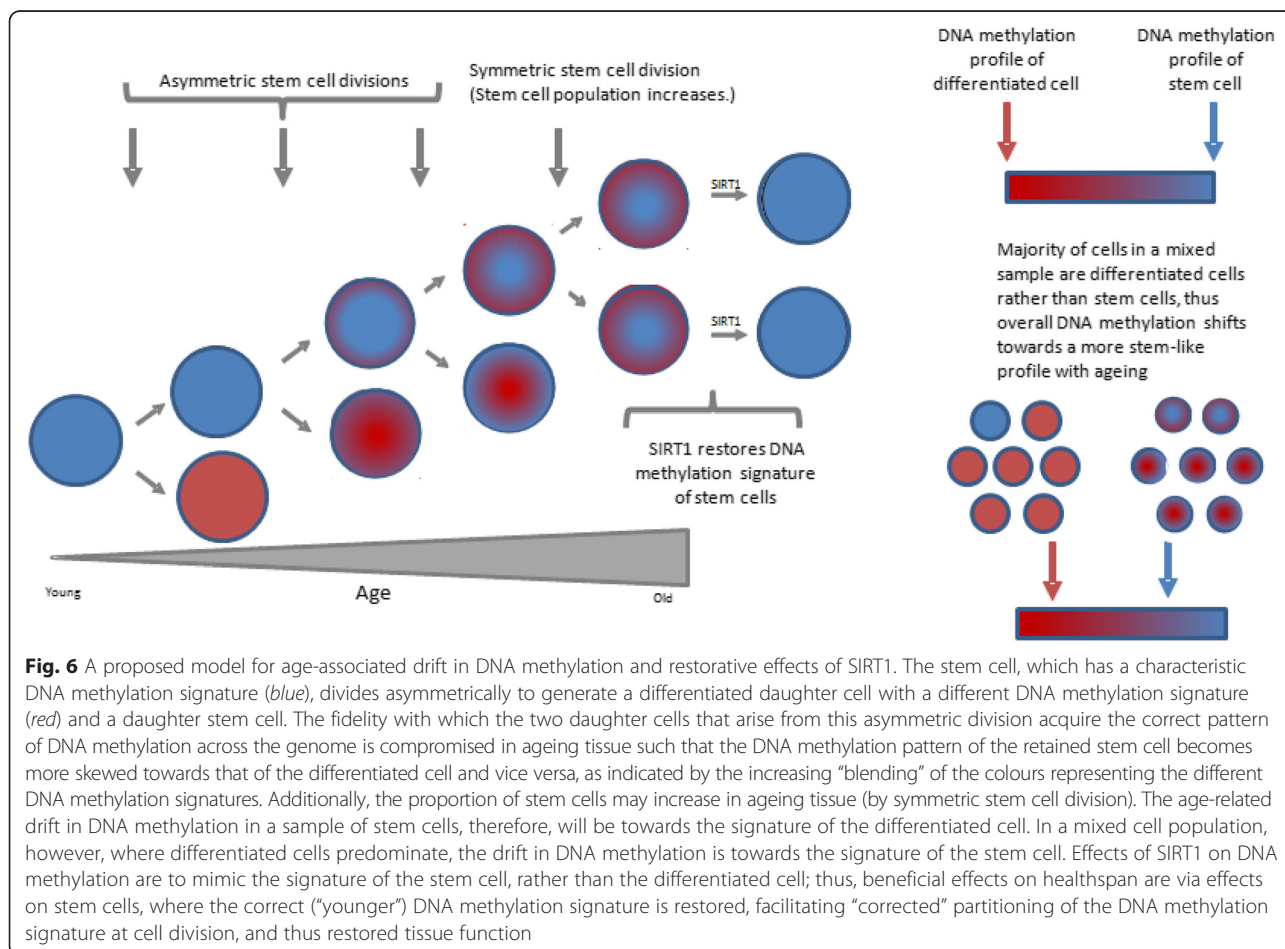 Asymmetric stem cell divisions
Symmetric stem cell division
(Stem cell population increases.)
SIRT1
SIRT1
SIRT1 restores DNA
methylation signature
of stem cells
Young
Age
Old
DNA methylation
profile of
differentiated cell
DNA methylation
profile of
stem cell
Majority of cells in a mixed
sample are differentiated cells
rather than stem cells, thus
overall DNA methylation shifts
towards a more stem-like
profile with ageing
Fig. 6 A proposed model for age-associated drift in DNA methylation and restorative effects of SIRT1. The stem cell, which has a characteristic
DNA methylation signature (blue), divides asymmetrically to generate a differentiated daughter cell with a different DNA methylation signature
(red) and a daughter stem cell. The fidelity with which the two daughter cells that arise from this asymmetric division acquire the correct pattern
of DNA methylation across the genome is compromised in ageing tissue such that the DNA methylation pattern of the retained stem cell becomes
more skewed towards that of the differentiated cell and vice versa, as indicated by the increasing “blending” of the colours representing the different
DNA methylation signatures. Additionally, the proportion of stem cells may increase in ageing tissue (by symmetric stem cell division). The age-related
drift in DNA methylation in a sample of stem cells, therefore, will be towards the signature of the differentiated cell. In a mixed cell population,
however, where differentiated cells predominate, the drift in DNA methylation is towards the signature of the stem cell. Effects of SIRT1 on DNA
methylation are to mimic the signature of the stem cell, rather than the differentiated cell; thus, beneficial effects on healthspan are via effects
on stem cells, where the correct (“younger”) DNA methylation signature is restored, facilitating “corrected” partitioning of the DNA methylation
signature at cell division, and thus restored tissue function